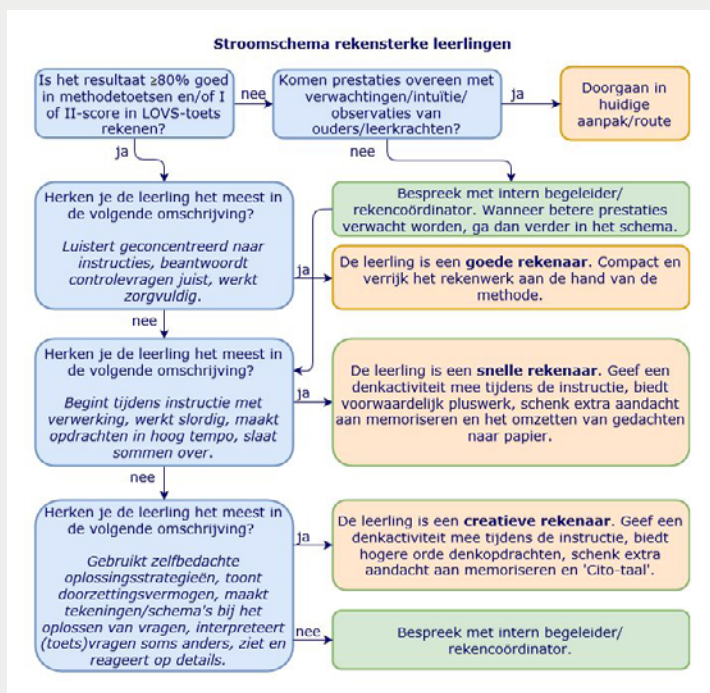 Stroomschema rekensterke leerlingen
Is het resultaat ≥80% goed
in methodetoetsen en/of I
of II-score in LOVS-toets
rekenen?
nee
Komen prestaties overeen met
verwachtingen/intuïtie/
observaties van
ouders/leerkrachten?
ja
Doorgaan in
huidige
aanpak/route
ja
nee
Herken je de leerling het meest in
de volgende omschrijving?
Luistert geconcentreerd naar
instructies, beantwoordt
controlevragen juist, werkt
zorgvuldig.
Bespreek met intern begeleider/
rekencoördinator. Wanneer betere prestaties
verwacht worden, ga dan verder in het schema.
ja
De leerling is een goede rekenaar. Compact en
verrijk het rekenwerk aan de hand van de
methode.
nee
Herken je de leerling het meest in
de volgende omschrijving?
Begint tijdens instructie met
verwerking, werkt slordig, maakt
opdrachten in hoog tempo, slaat
sommen over.
ja
De leerling is een snelle rekenaar. Geef een
denkactiviteit mee tijdens de instructie, biedt
voorwaardelijk pluswerk, schenk extra aandacht
aan memoriseren en het omzetten van gedachten
naar papier.
nee
Herken je de leerling het meest in
de volgende omschrijving?
Gebruikt zelfbedachte
oplossingsstrategieën, toont
doorzettingsvermogen, maakt
tekeningen/schema's bij het
oplossen van vragen, interpreteert
(toets)vragen soms anders, ziet en
reageert op details.
ja
De leerling is een creatieve rekenaar. Geef een
denkactiviteit mee tijdens de instructie, biedt
hogere orde denkopdrachten, schenk extra
aandacht aan memoriseren en 'Cito-taal'.
nee
Bespreek met intern begeleider/
rekencoördinator.